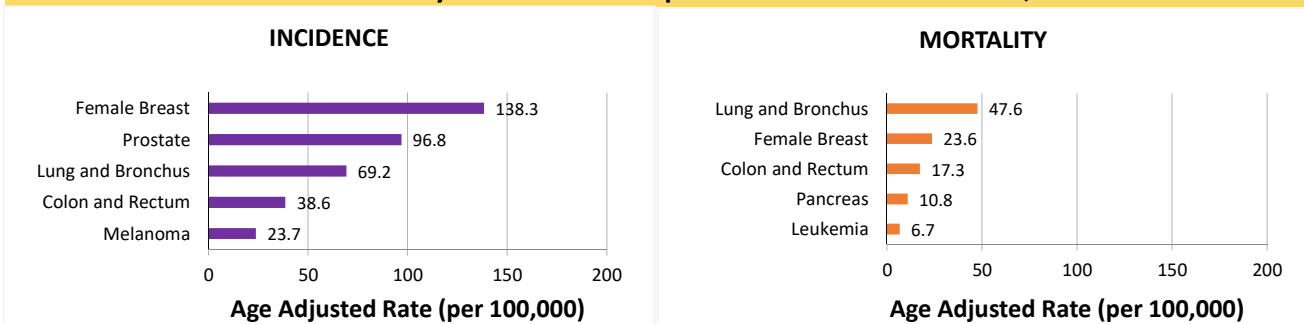 INCIDENCE
Female Breast 138.3
Prostate 96.8
Lung and Bronchus 69.2
Colon and Rectum 38.6
Melanoma 23.7
0 50 100 150 200
Age Adjusted Rate (per 100,000)
MORTALITY
Lung and Bronchus 47.6
Female Breast 23.6
Colon and Rectum 17.3
Pancreas 10.8
Leukemia 6.7
0 50 100 150 200
Age Adjusted Rate (per 100,000)